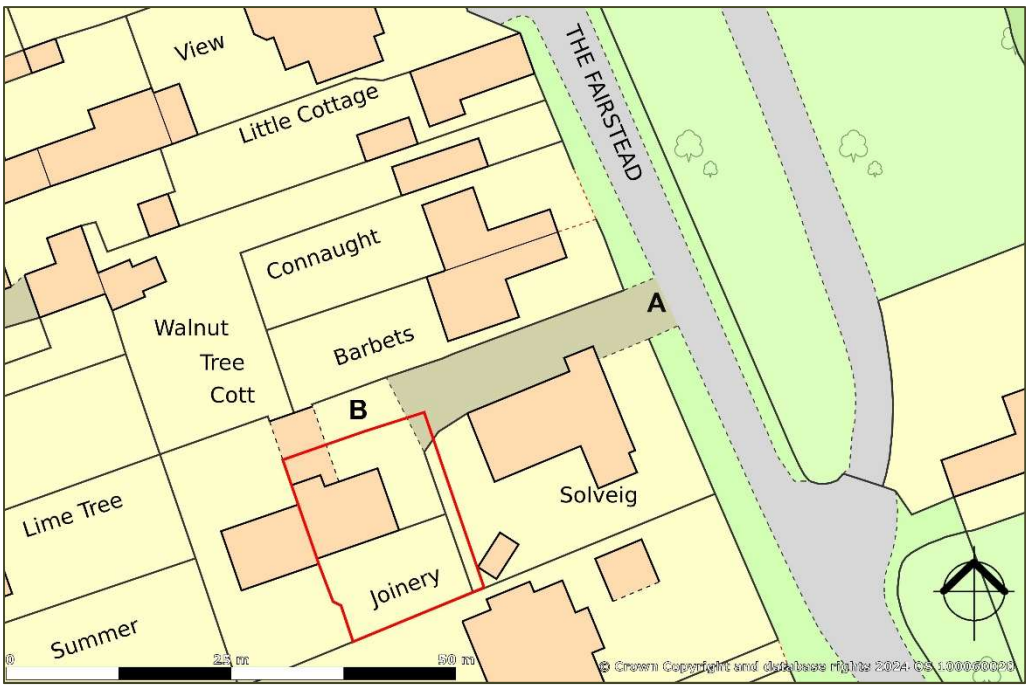 View
THE FAIRSTEAD
Little Cottage
Connaught
A
Walnut
Tree
Cott
Barbets
B
Solveig
Lime Tree
Joinery
Summer
0
25 m
50 m
© Crown Copyright and database rights 2024 OS 100060020